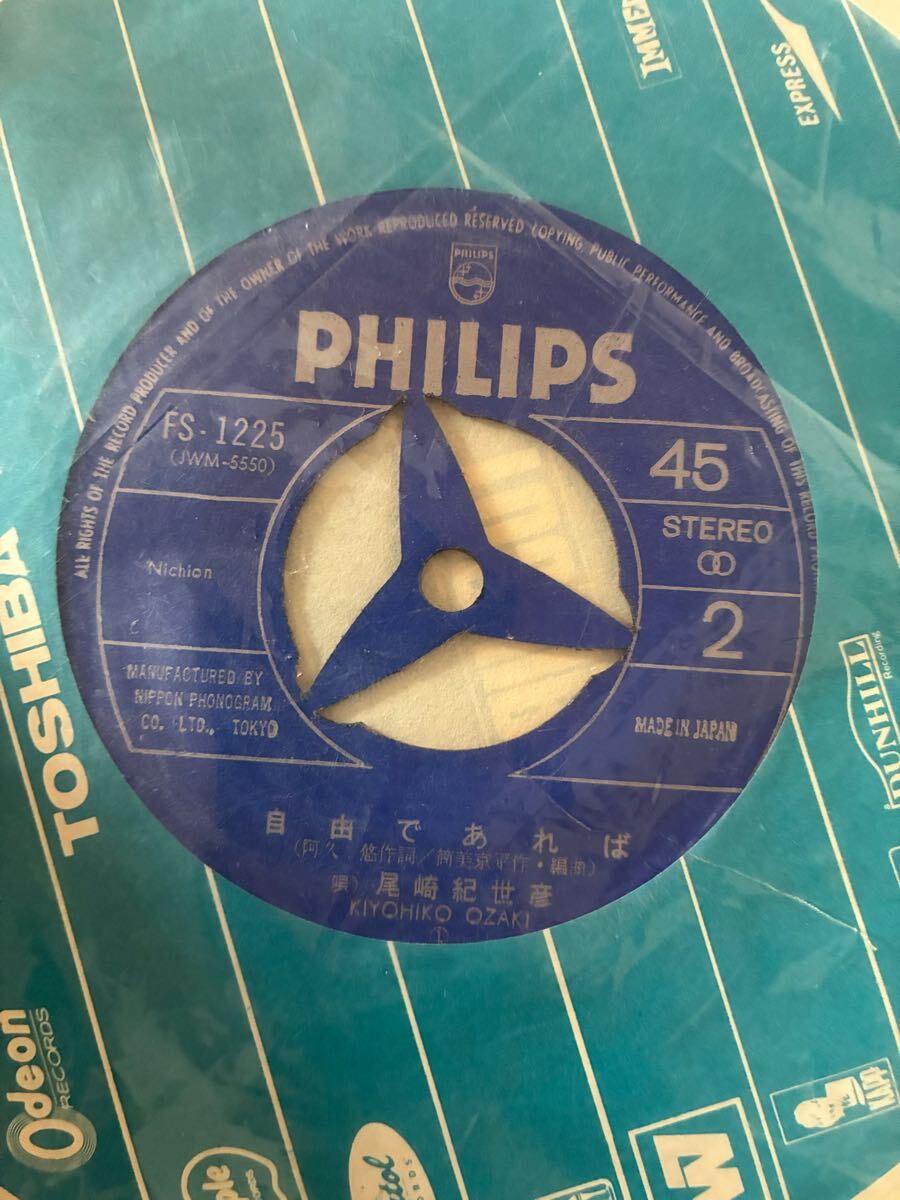 ALL RIGHTS OF THE RECORD PRODUCER AND OF THE OWNER OF THE WORK REPRODUCED RESERVED COPYING, PUBLIC PERFORMANCE AND BROADCASTING OF THIS RECORD
PHILIPS
PHILIPS
FS-1225
(JWM-5550)
45
STEREO
Nichion
2
MANUFACTURED BY
NIPPON PHONOGRAM
CO. LTD., TOKYO
MADE IN JAPAN
自由であれば
(阿久 悠作詞/筒美京平作・編曲)
唄) 尾崎紀世彦
KIYOHIKO OZAKI
EXPRESS
TOSHIBA
DUNHILL
Recording
Odeon
RECORDS